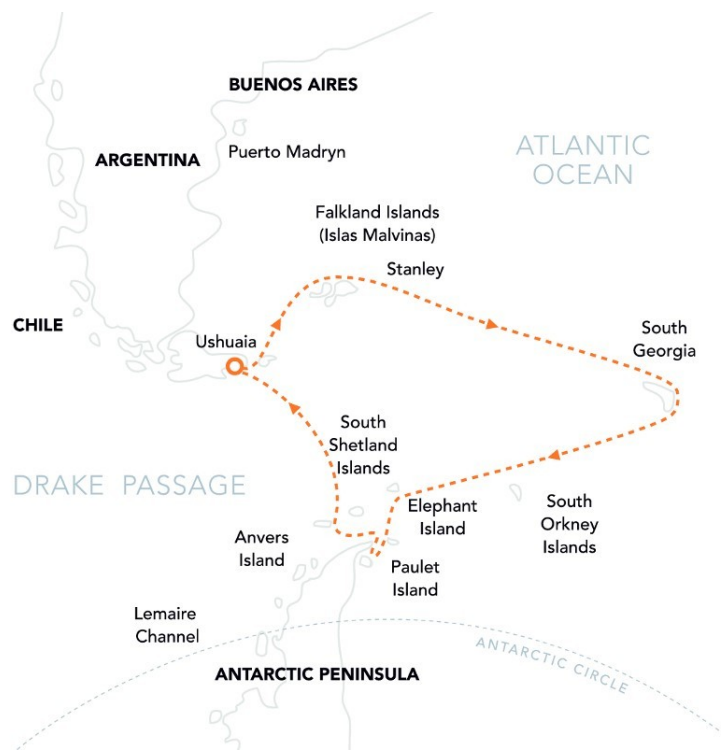 BUENOS AIRES
ARGENTINA
Puerto Madryn
ATLANTIC
OCEAN
Falkland Islands
(Islas Malvinas)
Stanley
CHILE
Ushuaia
South
Georgia
South
Shetland
Islands
DRAKE PASSAGE
Elephant
Island
South
Orkney
Islands
Anvers
Island
Paulet
Island
Lemaire
Channel
ANTARCTIC CIRCLE
ANTARCTIC PENINSULA